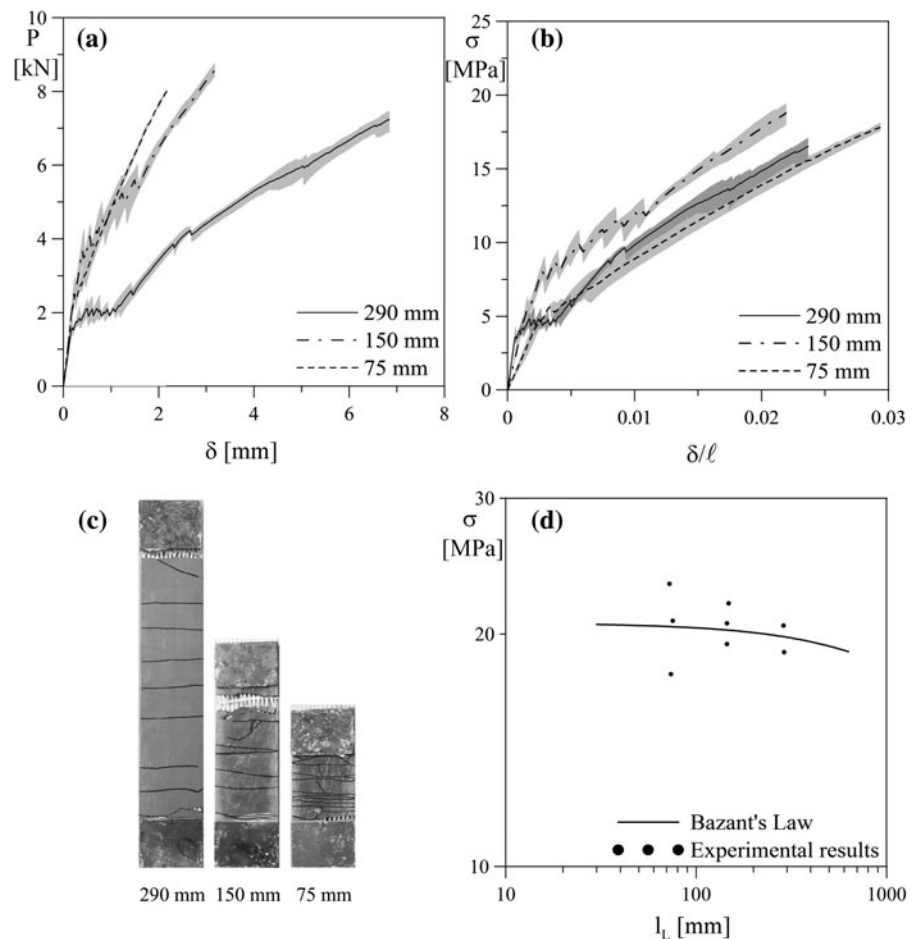 10
P
[kN]
8
6
4
2
0
(a)
290 mm
150 mm
75 mm
0 2 4 6 8
δ [mm]
25
σ
[MPa]
20
15
10
5
0
(b)
290 mm
150 mm
75 mm
0 0.01 0.02 0.03
δ/ℓ
(c)
290 mm 150 mm 75 mm
30
σ
[MPa]
20
10
(d)
Bazant's Law
Experimental results
10 100 1000
l_L [mm]